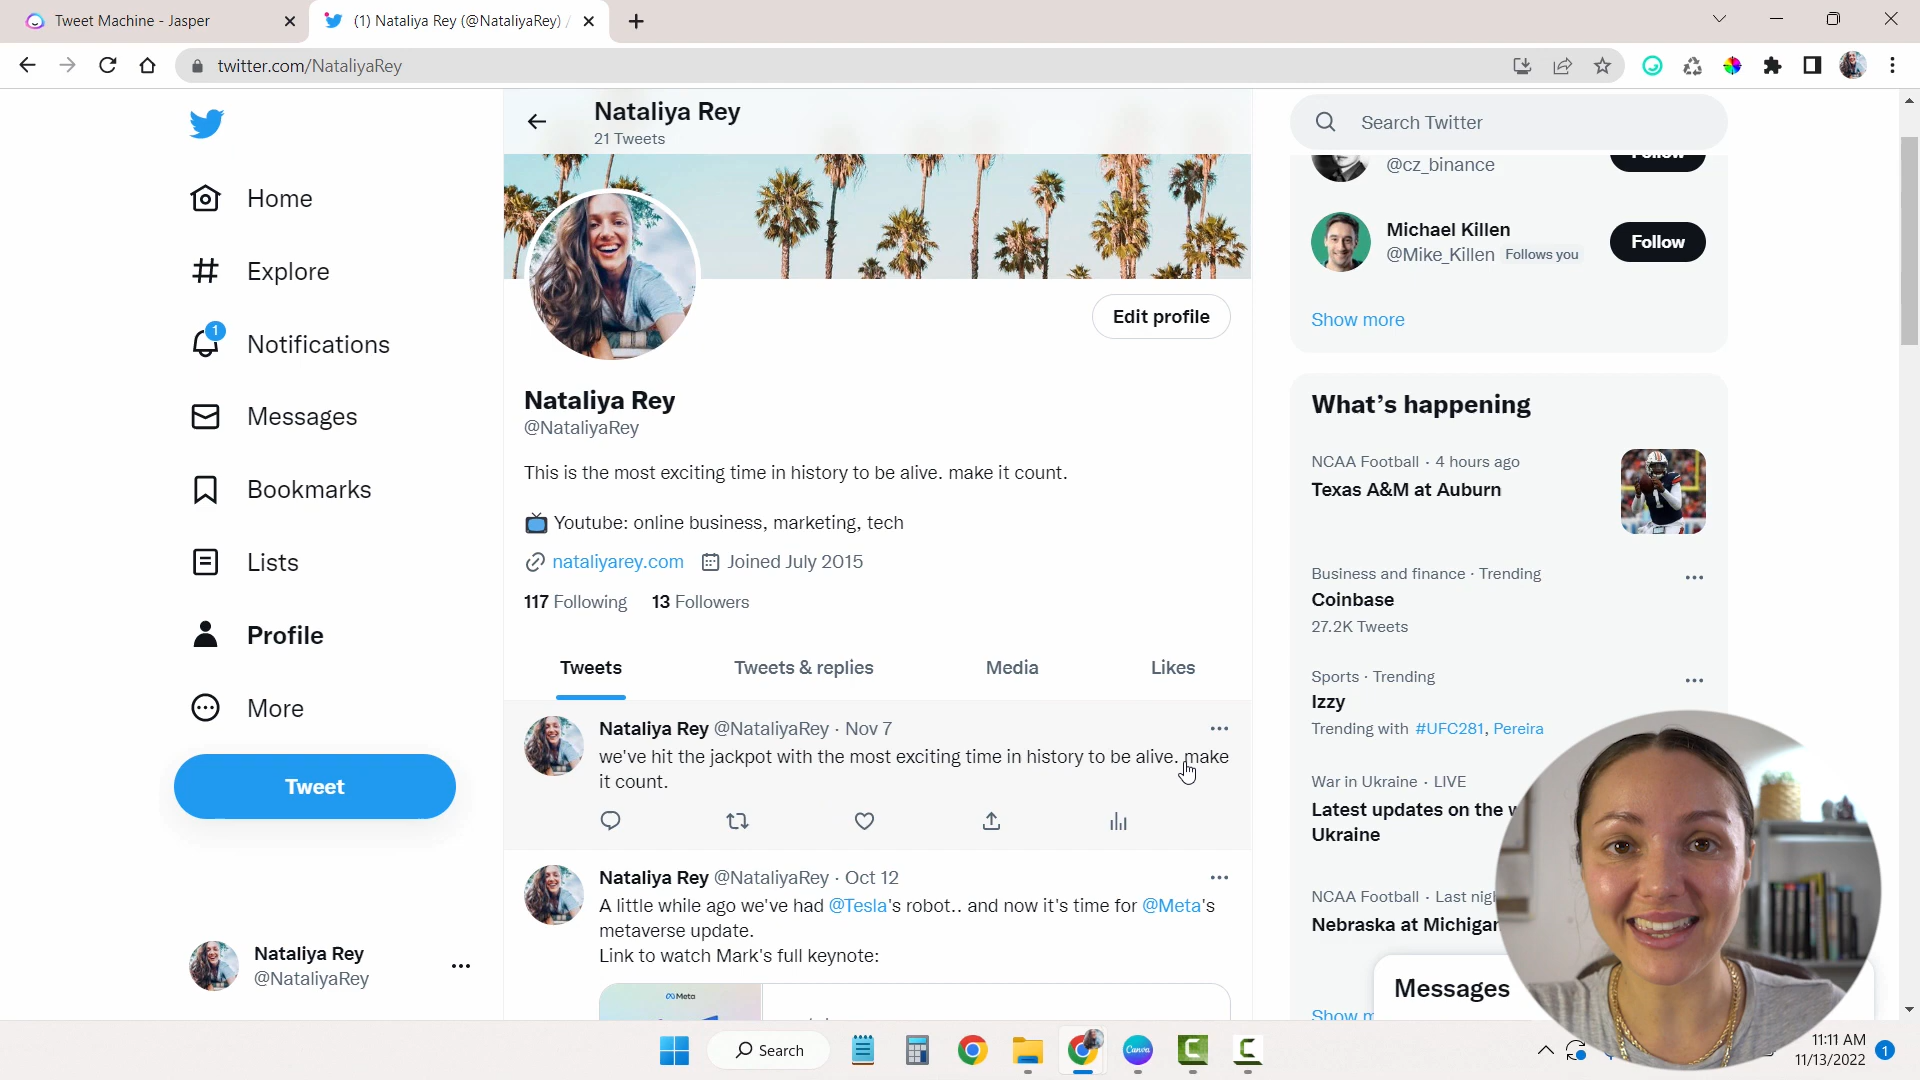 Tweet Machine - Jasper
(1) Nataliya Rey (@NataliyaRey) /
twitter.com/NataliyaRey
Home
Explore
1
Notifications
Messages
Bookmarks
Lists
Profile
More
Tweet
Nataliya Rey
@NataliyaRey
Nataliya Rey
21 Tweets
Edit profile
Nataliya Rey
@NataliyaRey
This is the most exciting time in history to be alive. make it count.
Youtube: online business, marketing, tech
nataliyarey.com Joined July 2015
117 Following 13 Followers
Tweets Tweets & replies Media Likes
Nataliya Rey @NataliyaRey · Nov 7
we've hit the jackpot with the most exciting time in history to be alive. make
it count.
Nataliya Rey @NataliyaRey · Oct 12
A little while ago we've had @Tesla's robot.. and now it's time for @Meta's
metaverse update.
Link to watch Mark's full keynote:
Meta
Search Twitter
@cz_binance
Follow
Michael Killen
@Mike_Killen Follows you
Follow
Show more
What's happening
NCAA Football · 4 hours ago
Texas A&M at Auburn
Business and finance · Trending
Coinbase
27.2K Tweets
Sports · Trending
Izzy
Trending with #UFC281, Pereira
War in Ukraine · LIVE
Latest updates on the
Ukraine
NCAA Football · Last
Nebraska at Michigan
Messages
Show
Search
Canva
11:11 AM
11/13/2022
1